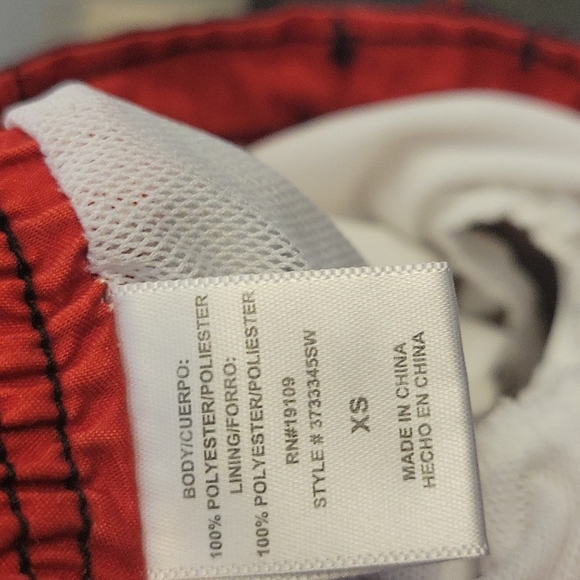 BODY/CUERPO:
100% POLYESTER/POLIESTER
LINING/FORRO:
100% POLYESTER/POLIESTER
RN#19109
STYLE # 3733345SW
XS
MADE IN CHINA
HECHO EN CHINA